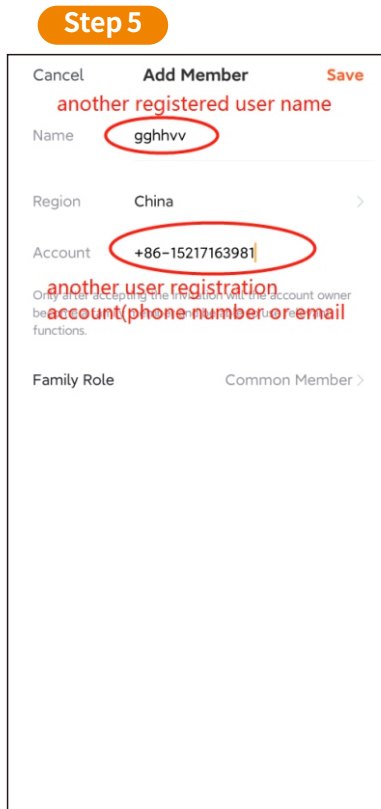 Step 5
Cancel Add Member Save
another registered user name
Name gghhvv
Region China
Account +86-15217163981
another user registration
Only after accepting the invitation will the account owner
account(phone number or email
functions.
Family Role Common Member